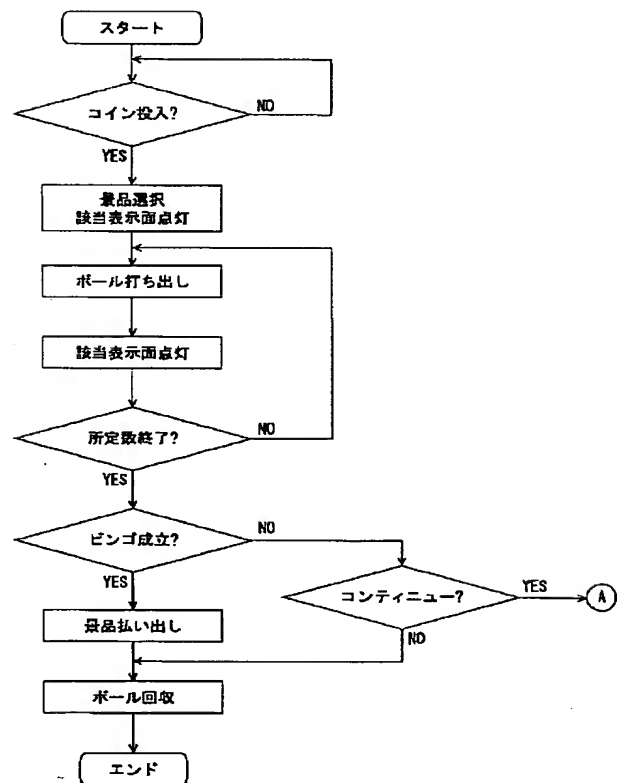 スタート
コイン投入?
NO
YES
景品選択
該当表示面点灯
ボール打ち出し
該当表示面点灯
所定数終了?
NO
YES
ビンゴ成立?
NO
YES
コンティニュー?
YES
A
NO
景品払い出し
ボール回収
エンド